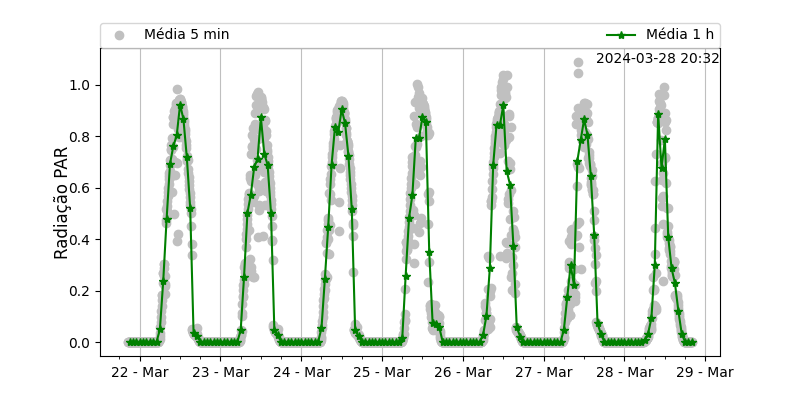 Média 5 min
Média 1 h
2024-03-28 20:32
Radiação PAR
1.0
0.8
0.6
0.4
0.2
0.0
22 - Mar
23 - Mar
24 - Mar
25 - Mar
26 - Mar
27 - Mar
28 - Mar
29 - Mar